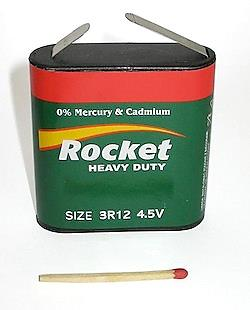 0% Mercury & Cadmium
Rocket
HEAVY DUTY
SIZE 3R12 4.5V